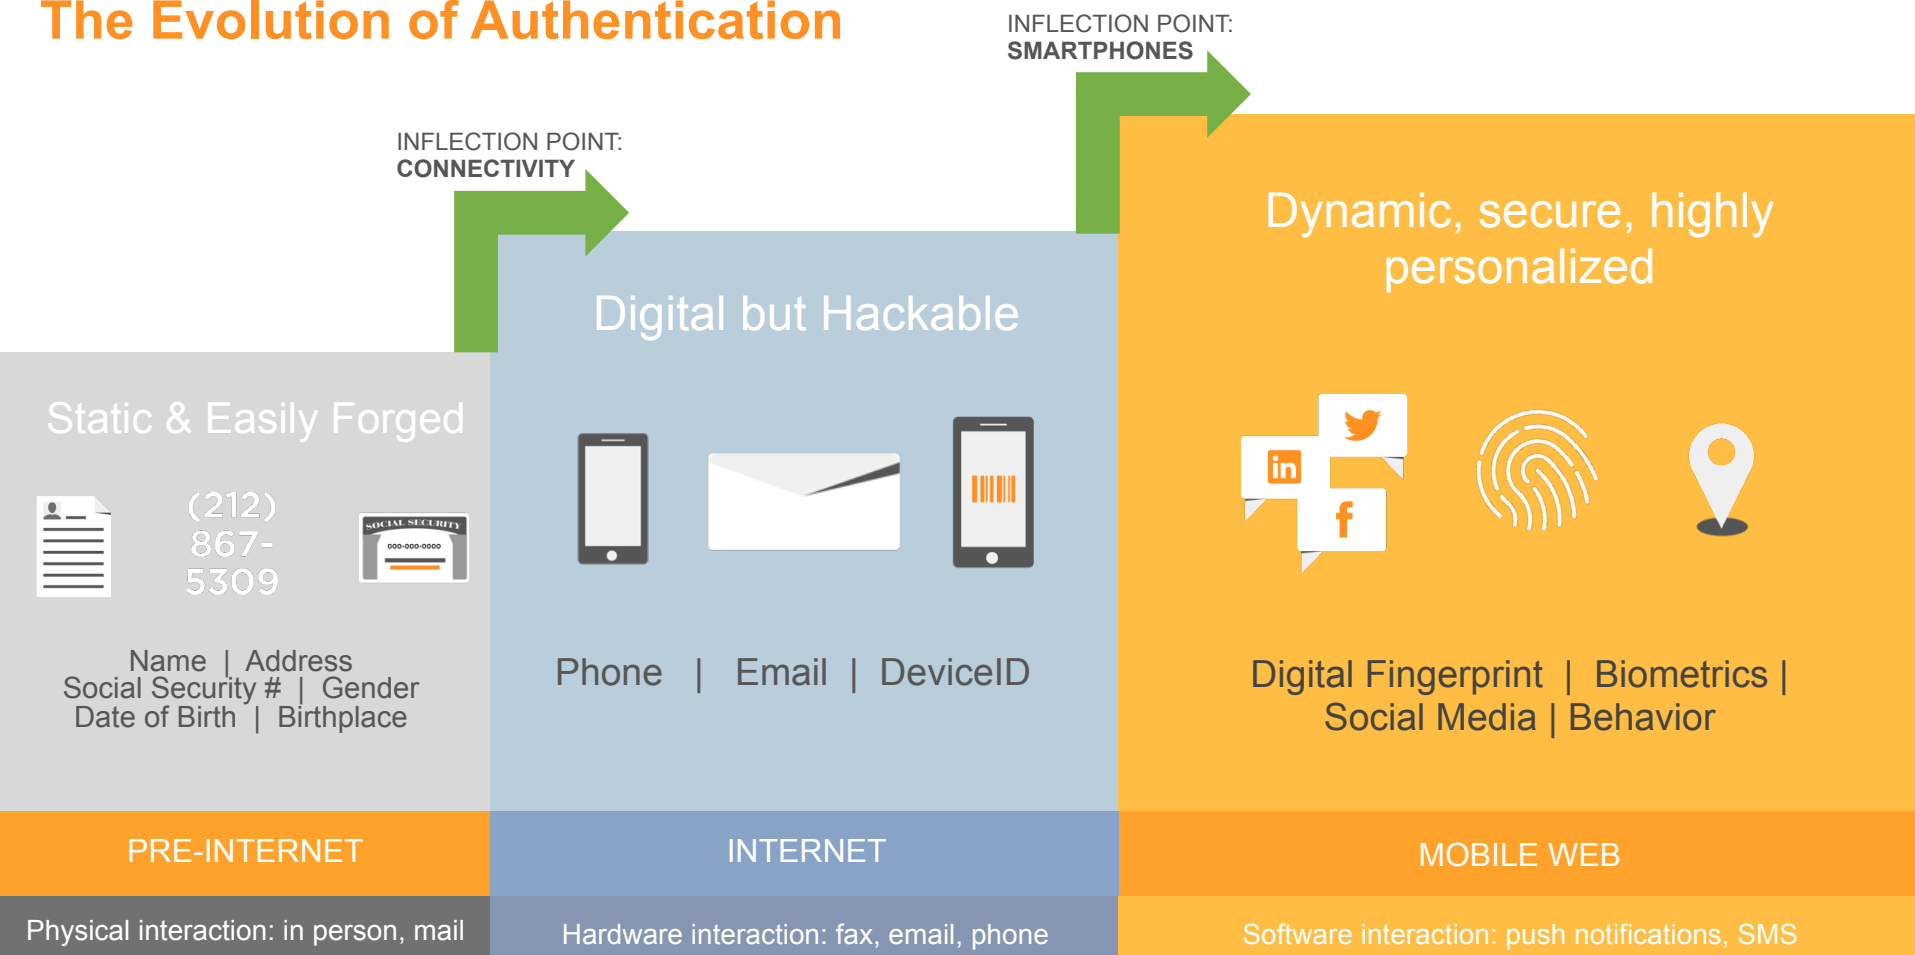 The Evolution of Authentication
INFLECTION POINT:
SMARTPHONES
INFLECTION POINT:
CONNECTIVITY
Dynamic, secure, highly
personalized
Digital but Hackable
Static & Easily Forged
(212)
867-
5309
SOCIAL SECURITY
000-000-0000
in
f
Name | Address
Social Security # | Gender
Date of Birth | Birthplace
Phone | Email | DeviceID
Digital Fingerprint | Biometrics |
Social Media | Behavior
PRE-INTERNET
INTERNET
MOBILE WEB
Physical interaction: in person, mail
Hardware interaction: fax, email, phone
Software interaction: push notifications, SMS